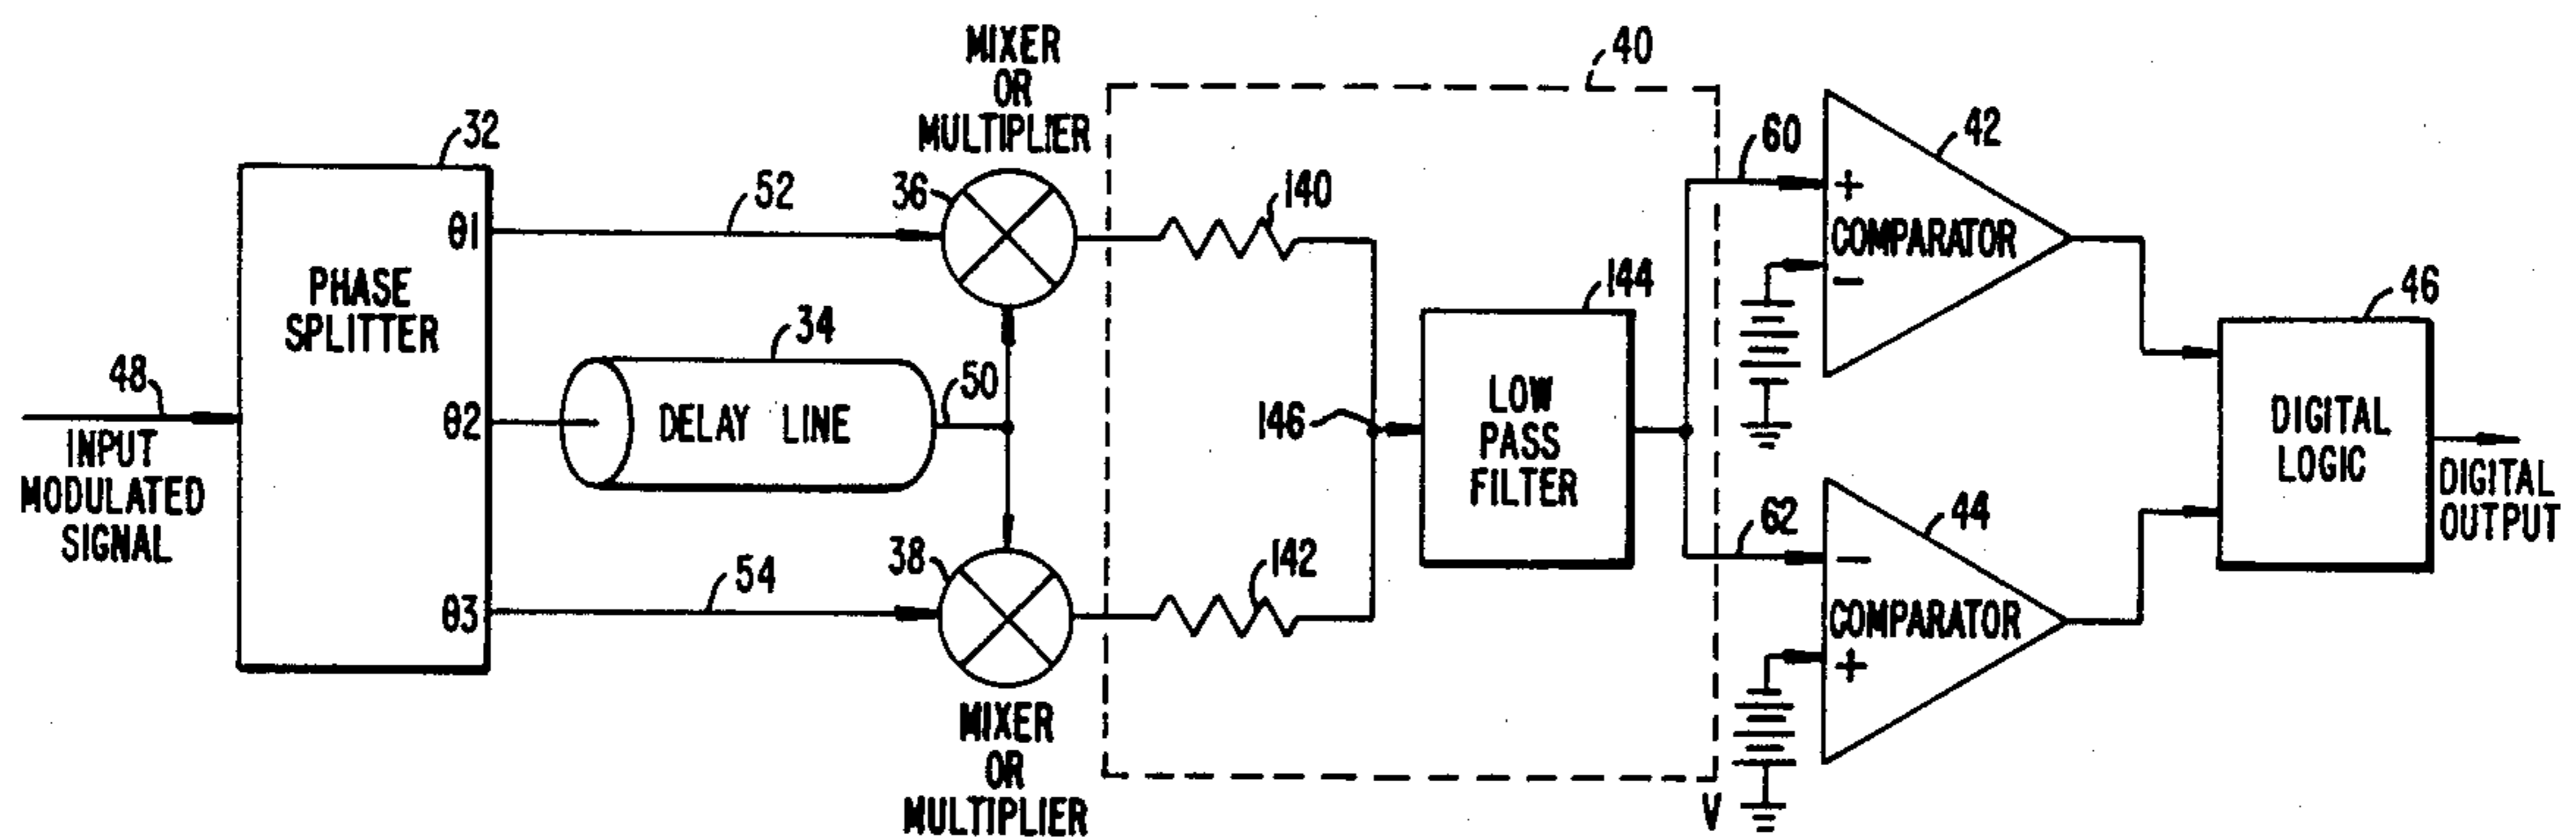 48
INPUT
MODULATED
SIGNAL
32
PHASE
SPLITTER
θ1
θ2
θ3
52
34
DELAY LINE
50
54
MIXER
OR
MULTIPLIER
36
38
MIXER
OR
MULTIPLIER
40
140
142
146
144
LOW
PASS
FILTER
60
62
V
42
+
COMPARATOR
−
44
−
COMPARATOR
+
46
DIGITAL
LOGIC
DIGITAL
OUTPUT